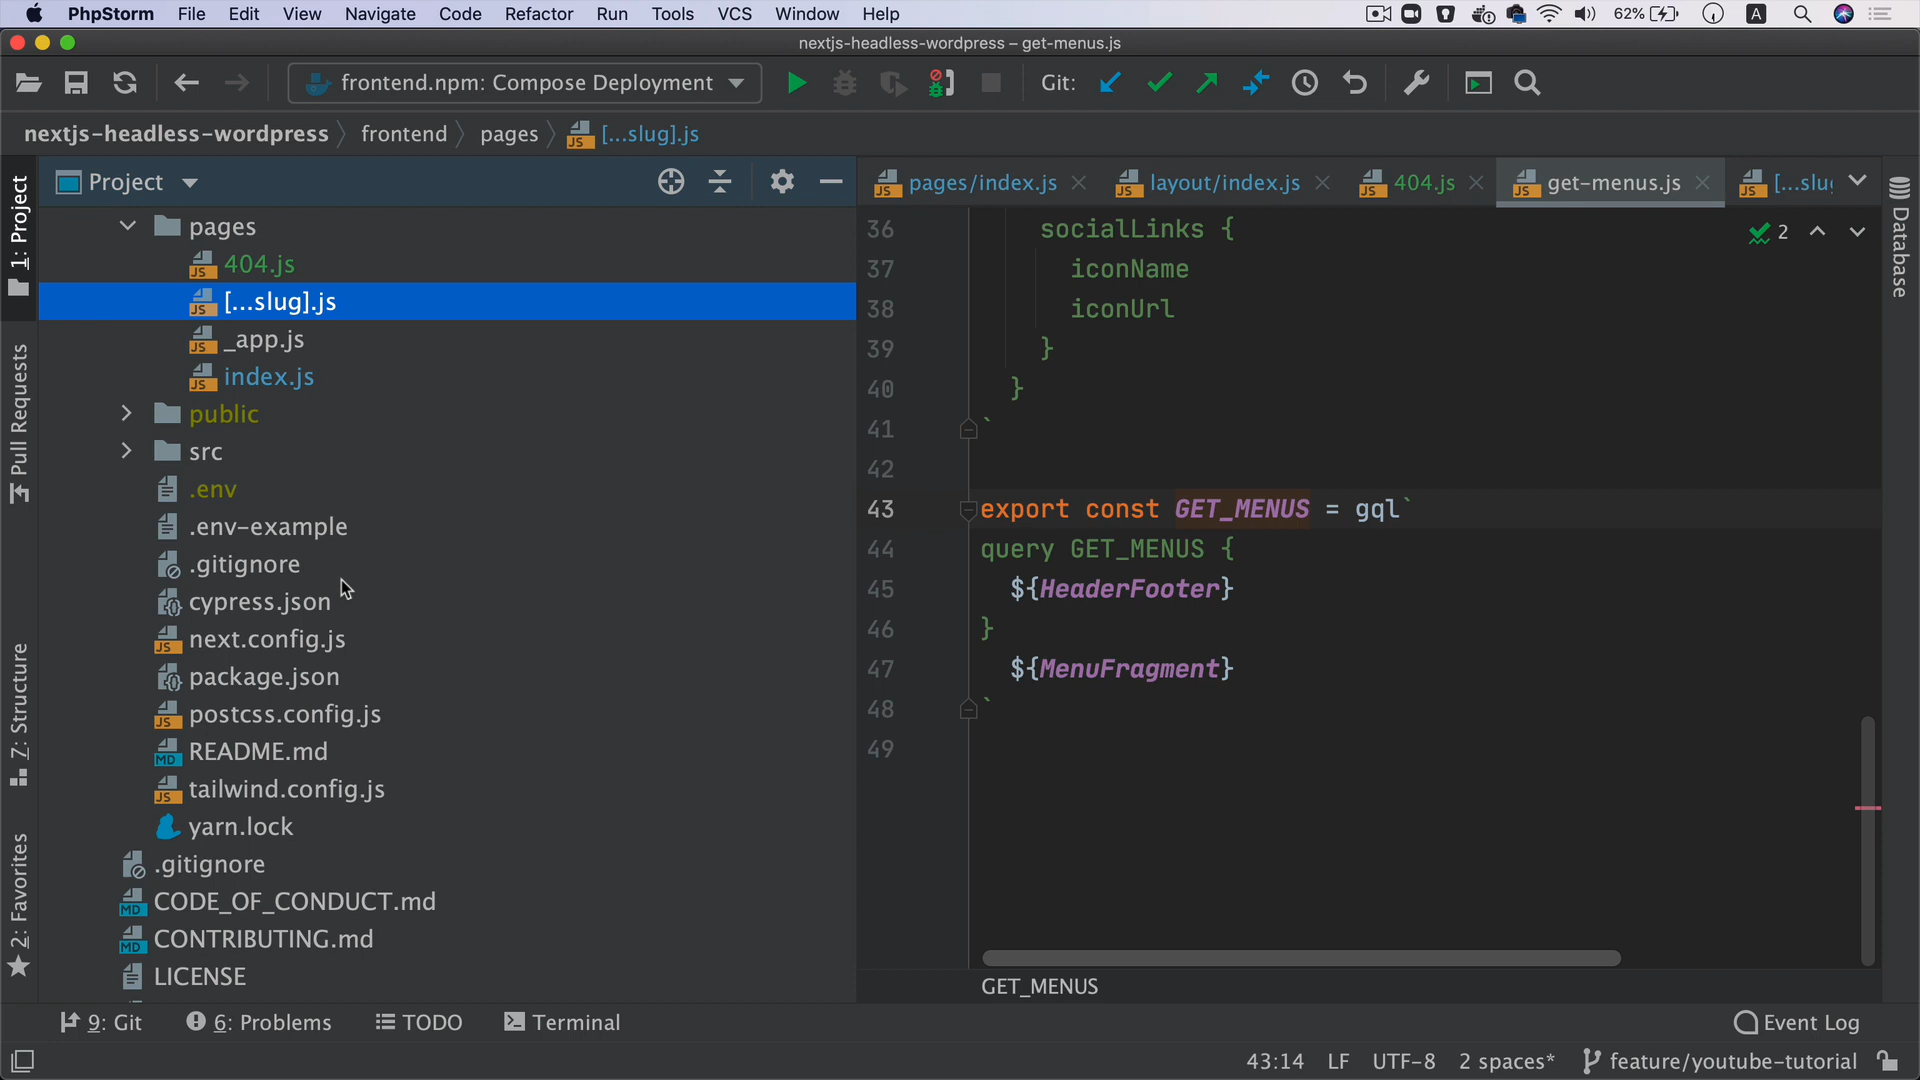 PhpStorm File Edit View Navigate Code Refactor Run Tools VCS Window Help 62% A
nextjs-headless-wordpress – get-menus.js
frontend.npm: Compose Deployment Git:
nextjs-headless-wordpress frontend pages [...slug].js
1: Project
Pull Requests
Z: Structure
2: Favorites
Project
pages
404.js
[...slug].js
_app.js
index.js
public
src
.env
.env-example
.gitignore
cypress.json
next.config.js
package.json
postcss.config.js
README.md
tailwind.config.js
yarn.lock
.gitignore
CODE_OF_CONDUCT.md
CONTRIBUTING.md
LICENSE
pages/index.js layout/index.js 404.js get-menus.js [...slu
2
36 socialLinks {
37 iconName
38 iconUrl
39 }
40 }
41 `
42
43 export const GET_MENUS = gql`
44 query GET_MENUS {
45 ${HeaderFooter}
46 }
47 ${MenuFragment}
48 `
49
GET_MENUS
Database
9: Git 6: Problems TODO Terminal Event Log
43:14 LF UTF-8 2 spaces* feature/youtube-tutorial